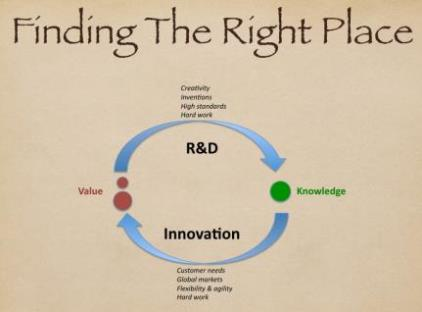 Finding The Right Place
Creativity
Inventions
High standards
Hard work
R&D
Value
Knowledge
Innovation
Customer needs
Global markets
Flexibility & agility
Hard work